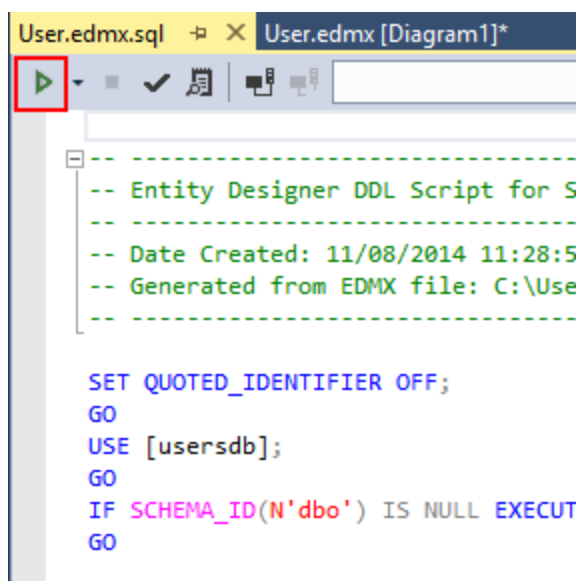 User.edmx.sql User.edmx [Diagram1]*
-- --------------------------------
-- Entity Designer DDL Script for S
-- --------------------------------
-- Date Created: 11/08/2014 11:28:5
-- Generated from EDMX file: C:\Use
-- --------------------------------
SET QUOTED_IDENTIFIER OFF;
GO
USE [usersdb];
GO
IF SCHEMA_ID(N'dbo') IS NULL EXECUT
GO